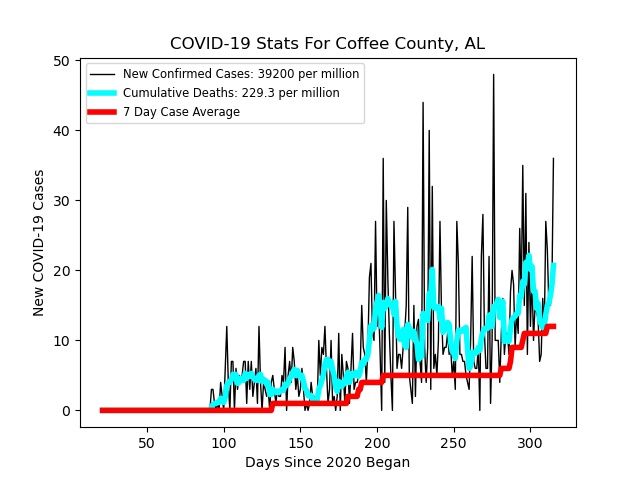 COVID-19 Stats For Coffee County, AL
New Confirmed Cases: 39200 per million
Cumulative Deaths: 229.3 per million
7 Day Case Average
50
40
30
20
10
0
New COVID-19 Cases
50 100 150 200 250 300
Days Since 2020 Began